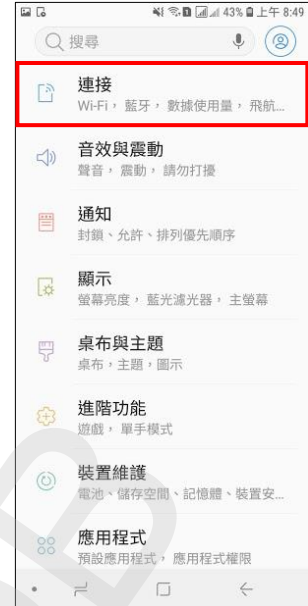 43% 上午 8:49
搜尋
連接
Wi-Fi， 藍牙， 數據使用量， 飛航...
音效與震動
聲音， 震動， 請勿打擾
通知
封鎖、允許、排列優先順序
顯示
螢幕亮度， 藍光濾光器， 主螢幕
桌布與主題
桌布，主題，圖示
進階功能
遊戲， 單手模式
裝置維護
電池、儲存空間、記憶體、裝置安...
應用程式
預設應用程式， 應用程式權限